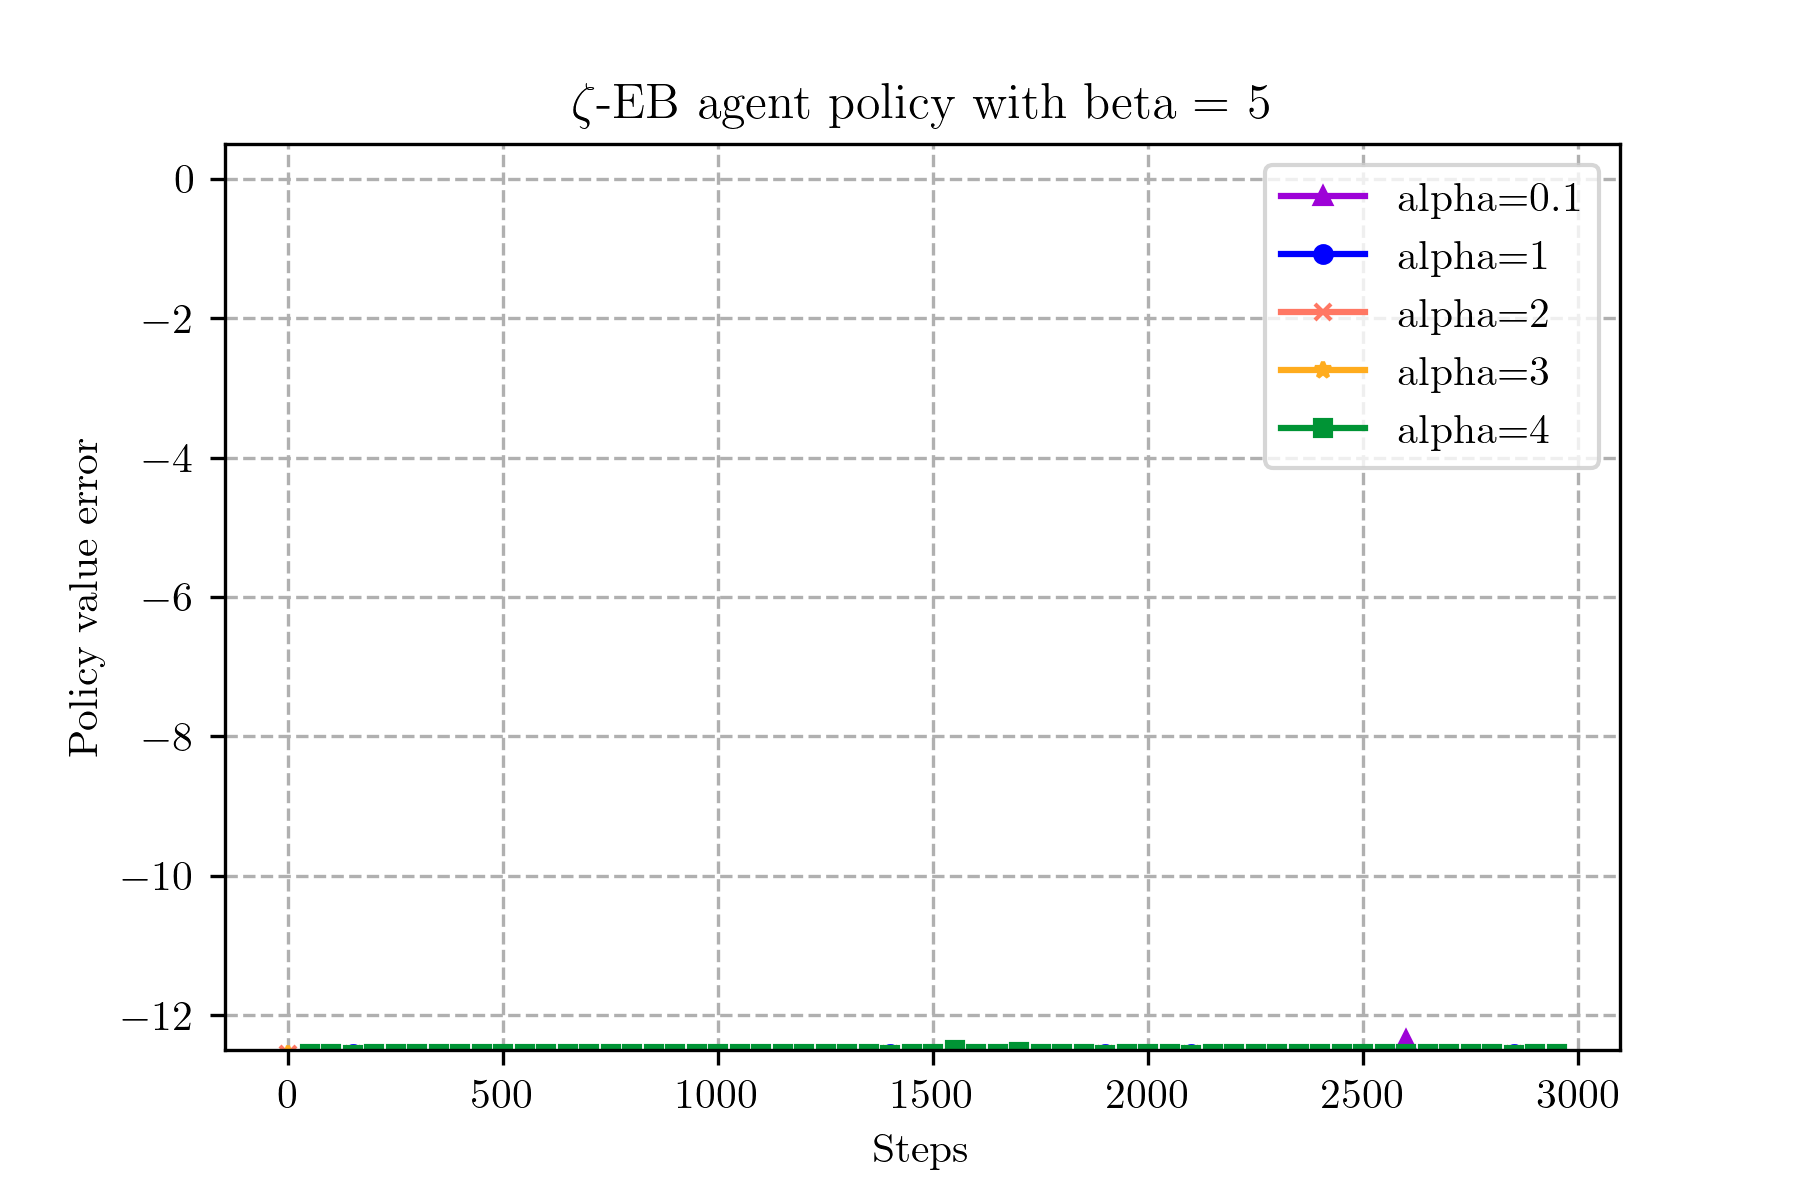 ζ-EB agent policy with beta = 5
0
−2
−4
−6
−8
−10
−12
Policy value error
alpha=0.1
alpha=1
alpha=2
alpha=3
alpha=4
0 500 1000 1500 2000 2500 3000
Steps